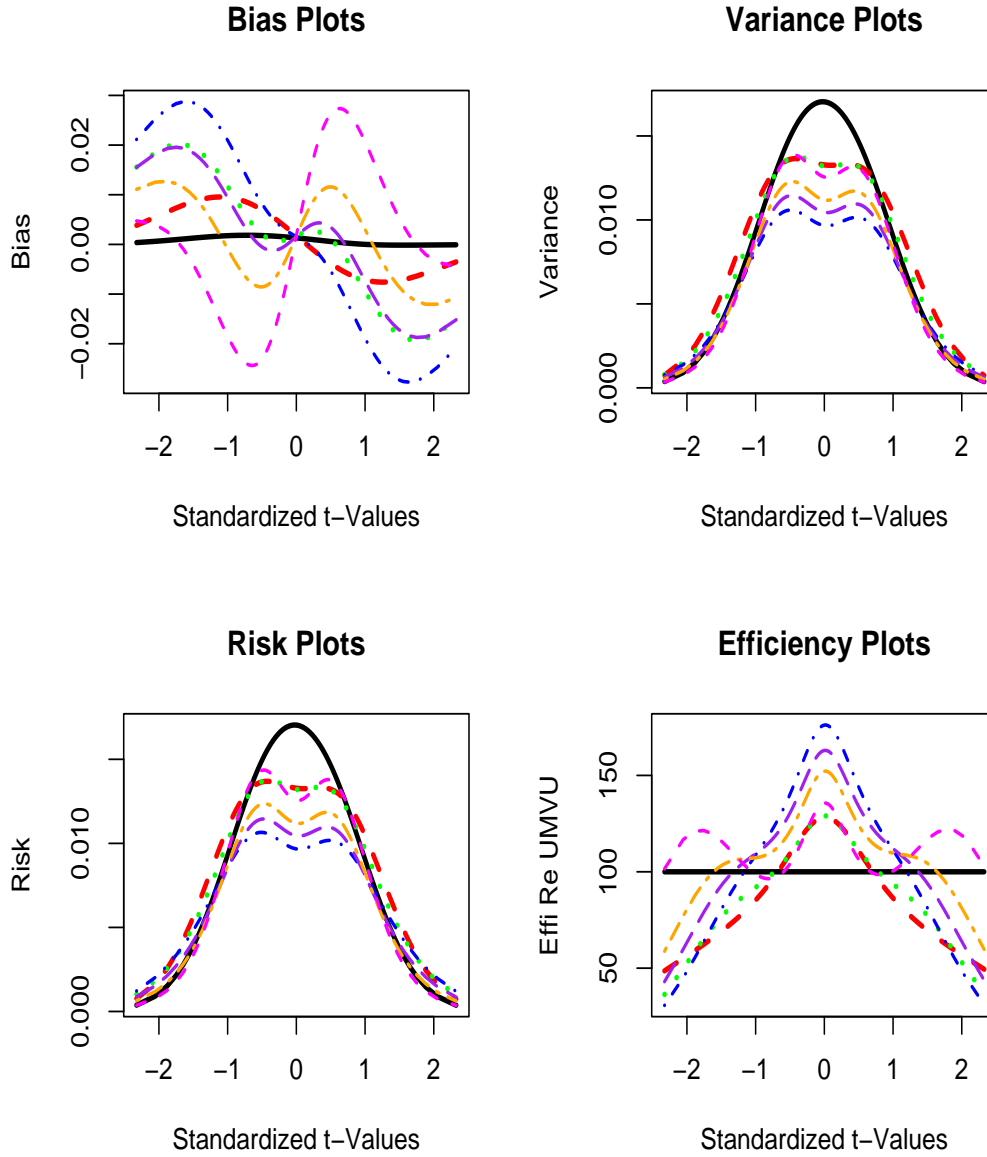 Bias Plots
Bias
0.02
0.00
−0.02
−2 −1 0 1 2
Standardized t−Values
Variance Plots
Variance
0.010
0.000
−2 −1 0 1 2
Standardized t−Values
Risk Plots
Risk
0.010
0.000
−2 −1 0 1 2
Standardized t−Values
Efficiency Plots
Effi Re UMVU
150
100
50
−2 −1 0 1 2
Standardized t−Values